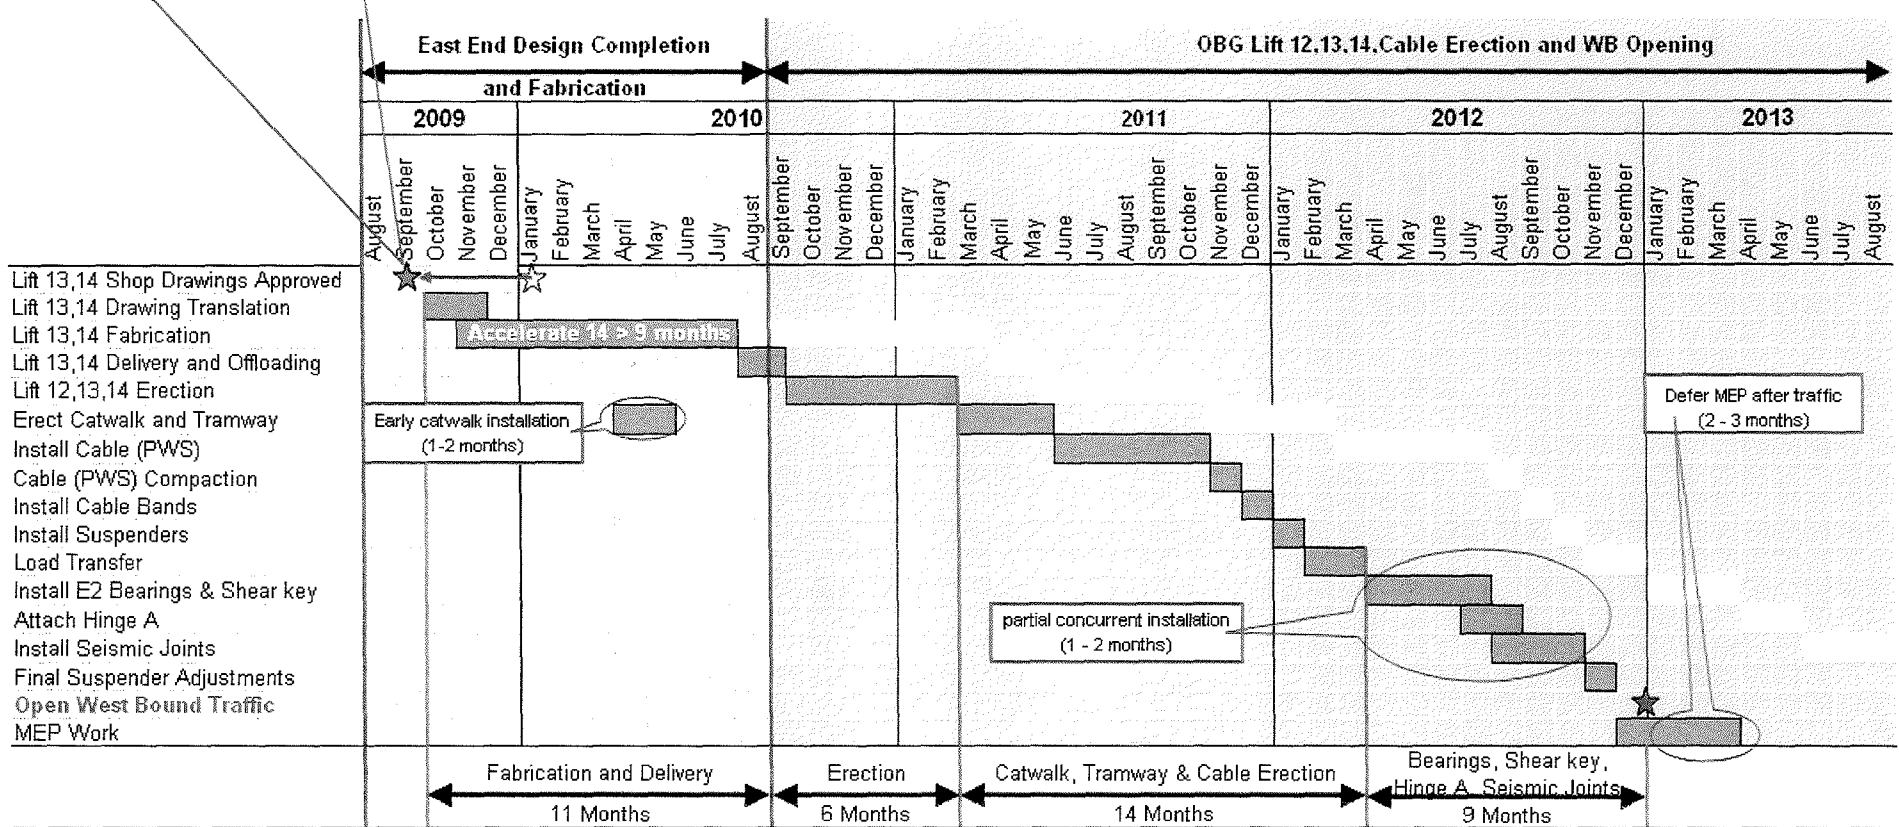 East End Design Completion
and Fabrication
OBG Lift 12,13,14,Cable Erection and WB Opening
2009 2010 2011 2012 2013
August September October November December January February March April May June July August September October November December January February March April May June July August September October November December January February March April May June July August September October November December January February March April May June July August
Lift 13,14 Shop Drawings Approved
Lift 13,14 Drawing Translation
Lift 13,14 Fabrication
Accelerate 14 > 9 months
Lift 13,14 Delivery and Offloading
Lift 12,13,14 Erection
Erect Catwalk and Tramway
Early catwalk installation
(1-2 months)
Defer MEP after traffic
(2 - 3 months)
Install Cable (PWS)
Cable (PWS) Compaction
Install Cable Bands
Install Suspenders
Load Transfer
Install E2 Bearings & Shear key
Attach Hinge A
partial concurrent installation
(1 - 2 months)
Install Seismic Joints
Final Suspender Adjustments
Open West Bound Traffic
MEP Work
Fabrication and Delivery
11 Months
Erection
6 Months
Catwalk, Tramway & Cable Erection
14 Months
Bearings, Shear key,
Hinge A, Seismic Joints
9 Months